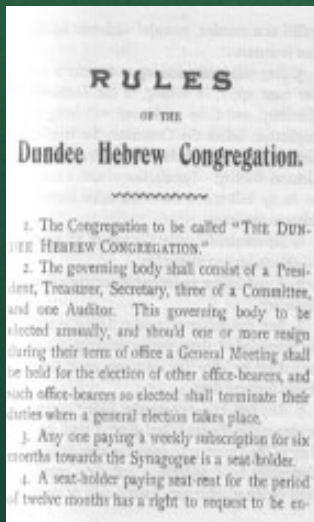 RULES
OF THE
Dundee Hebrew Congregation.
1. The Congregation to be called "THE DUN-
DEE HEBREW CONGREGATION."
2. The governing body shall consist of a Presi-
dent, Treasurer, Secretary, three of a Committee,
and one Auditor. This governing body to be
elected annually, and should one or more resign
during their term of office a General Meeting shall
be held for the election of other office-bearers, and
such office-bearers so elected shall terminate their
duties when a general election takes place.
3. Any one paying a weekly subscription for six
months towards the Synagogue is a seat-holder.
4. A seat-holder paying seat-rent for the period
of twelve months has a right to request to be en-